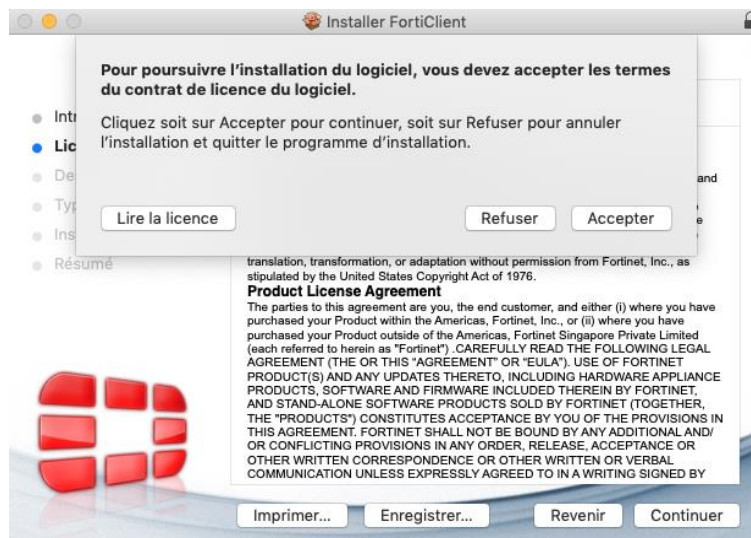 Installer FortiClient
Pour poursuivre l'installation du logiciel, vous devez accepter les termes
du contrat de licence du logiciel.
Cliquez soit sur Accepter pour continuer, soit sur Refuser pour annuler
l'installation et quitter le programme d'installation.
Lire la licence
Refuser
Accepter
Résumé
and
translation, transformation, or adaptation without permission from Fortinet, Inc., as
stipulated by the United States Copyright Act of 1976.
Product License Agreement
The parties to this agreement are you, the end customer, and either (i) where you have
purchased your Product within the Americas, Fortinet, Inc., or (ii) where you have
purchased your Product outside of the Americas, Fortinet Singapore Private Limited
(each referred to herein as "Fortinet") .CAREFULLY READ THE FOLLOWING LEGAL
AGREEMENT (THE OR THIS "AGREEMENT" OR "EULA"). USE OF FORTINET
PRODUCT(S) AND ANY UPDATES THERETO, INCLUDING HARDWARE APPLIANCE
PRODUCTS, SOFTWARE AND FIRMWARE INCLUDED THEREIN BY FORTINET,
AND STAND-ALONE SOFTWARE PRODUCTS SOLD BY FORTINET (TOGETHER,
THE "PRODUCTS") CONSTITUTES ACCEPTANCE BY YOU OF THE PROVISIONS IN
THIS AGREEMENT. FORTINET SHALL NOT BE BOUND BY ANY ADDITIONAL AND/
OR CONFLICTING PROVISIONS IN ANY ORDER, RELEASE, ACCEPTANCE OR
OTHER WRITTEN CORRESPONDENCE OR OTHER WRITTEN OR VERBAL
COMMUNICATION UNLESS EXPRESSLY AGREED TO IN A WRITING SIGNED BY
Imprimer...
Enregistrer...
Revenir
Continuer